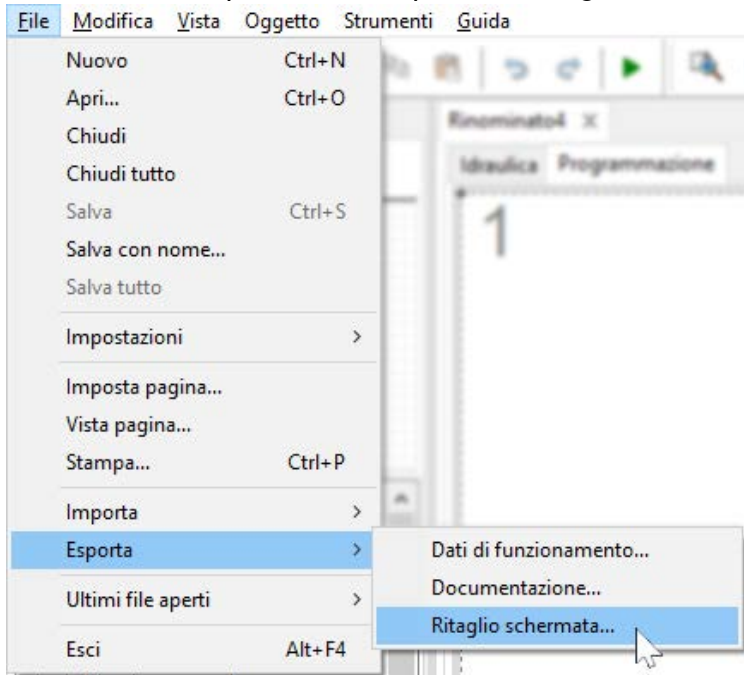 File Modifica Vista Oggetto Strumenti Guida
Nuovo Ctrl+N
Apri... Ctrl+O
Chiudi
Chiudi tutto
Salva Ctrl+S
Salva con nome...
Salva tutto
Impostazioni >
Imposta pagina...
Vista pagina...
Stampa... Ctrl+P
Importa >
Esporta >
Ultimi file aperti >
Esci Alt+F4
Dati di funzionamento...
Documentazione...
Ritaglio schermata...
Rinominato4 X
Idraulica Programmazione
1